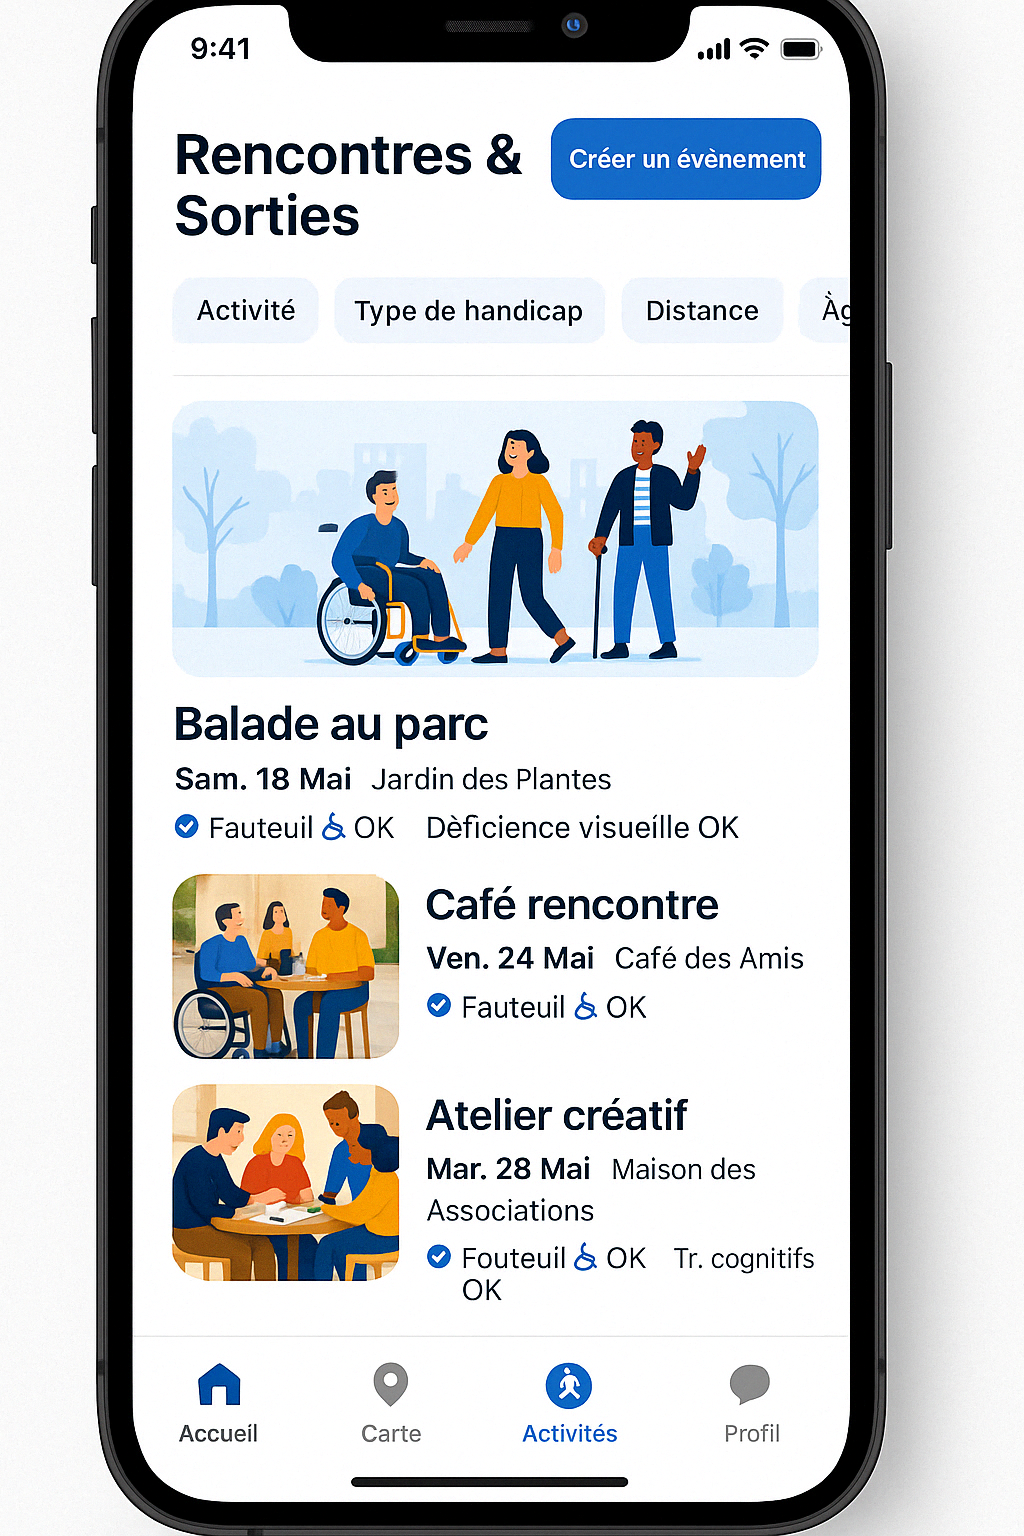 9:41
Rencontres &
Sorties
Créer un évènement
Activité
Type de handicap
Distance
Àg
Balade au parc
Sam. 18 Mai Jardin des Plantes
Fauteuil OK Dèficience visueílle OK
Café rencontre
Ven. 24 Mai Café des Amis
Fauteuil OK
Atelier créatif
Mar. 28 Mai Maison des
Associations
Fouteuil OK Tr. cognitifs
OK
Accueil
Carte
Activités
Profil